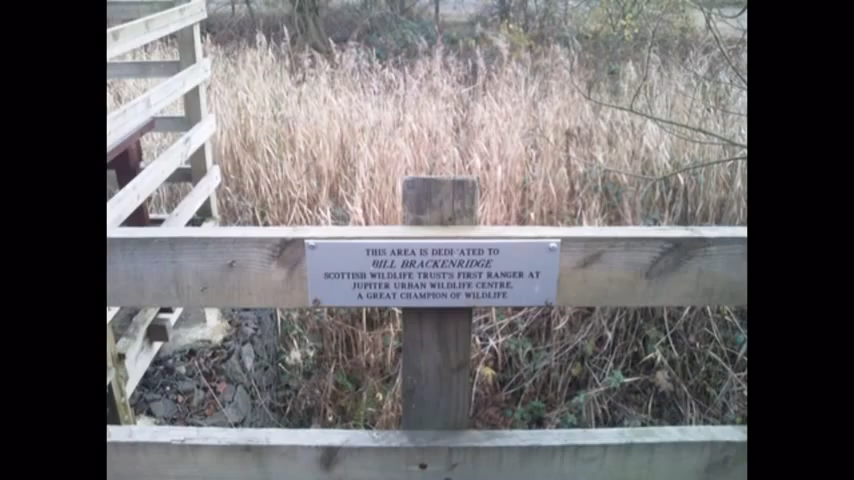 THIS AREA IS DEDICATED TO
BILL BRACKENRIDGE
SCOTTISH WILDLIFE TRUST'S FIRST RANGER AT
JUPITER URBAN WILDLIFE CENTRE,
A GREAT CHAMPION OF WILDLIFE